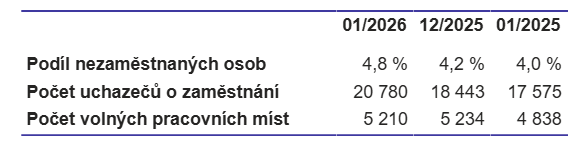 01/2026 12/2025 01/2025
Podíl nezaměstnaných osob 4,8 % 4,2 % 4,0 %
Počet uchazečů o zaměstnání 20 780 18 443 17 575
Počet volných pracovních míst 5 210 5 234 4 838